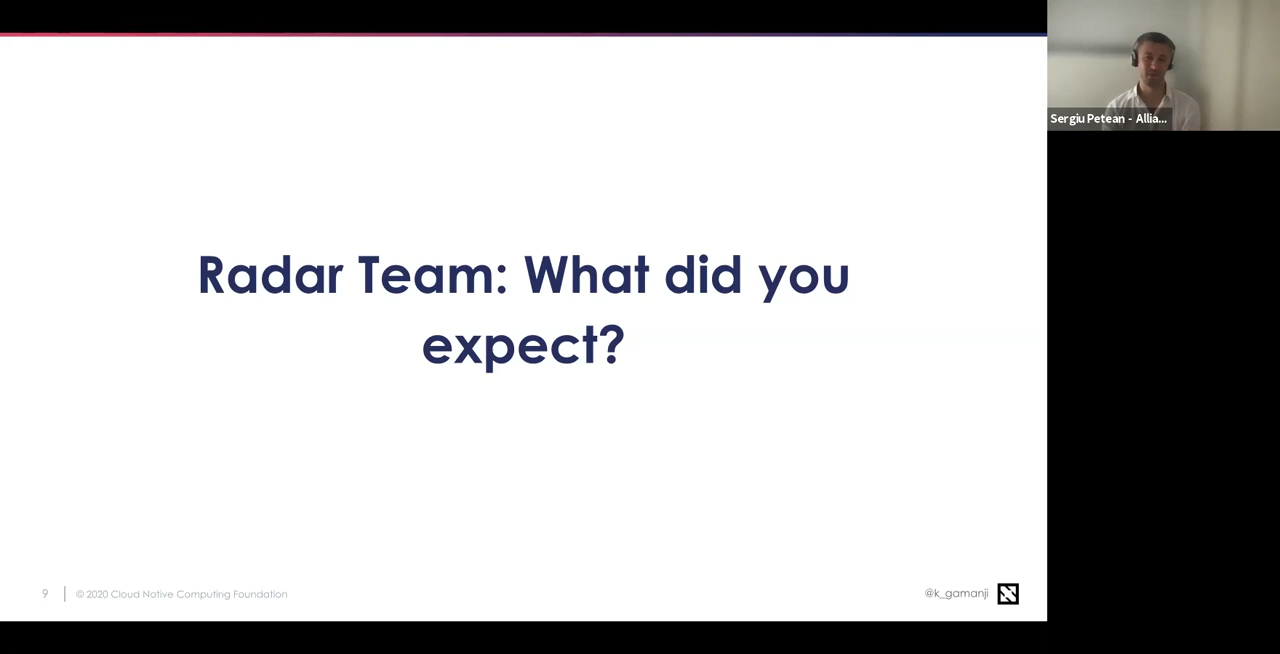 Sergiu Petean - Allia...
Radar Team: What did you
expect?
9
© 2020 Cloud Native Computing Foundation
@k_gamanji